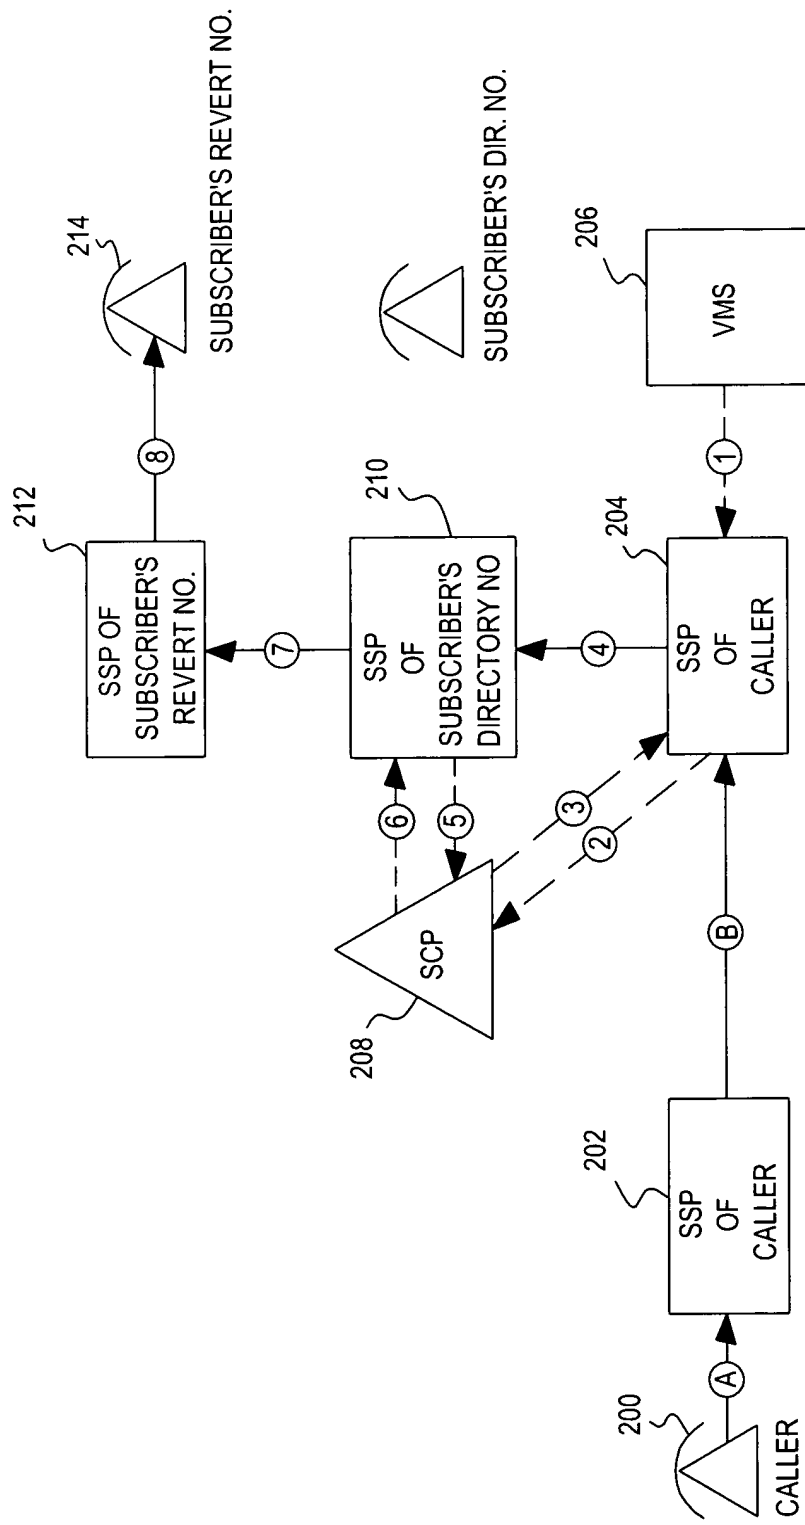 214
SUBSCRIBER'S REVERT NO.
212
SSP OF
SUBSCRIBER'S
REVERT NO.
8
7
SUBSCRIBER'S DIR. NO.
210
SSP
OF
SUBSCRIBER'S
DIRECTORY NO
6
5
SCP
208
3
2
4
206
VMS
1
204
SSP
OF
CALLER
B
202
SSP
OF
CALLER
A
200
CALLER